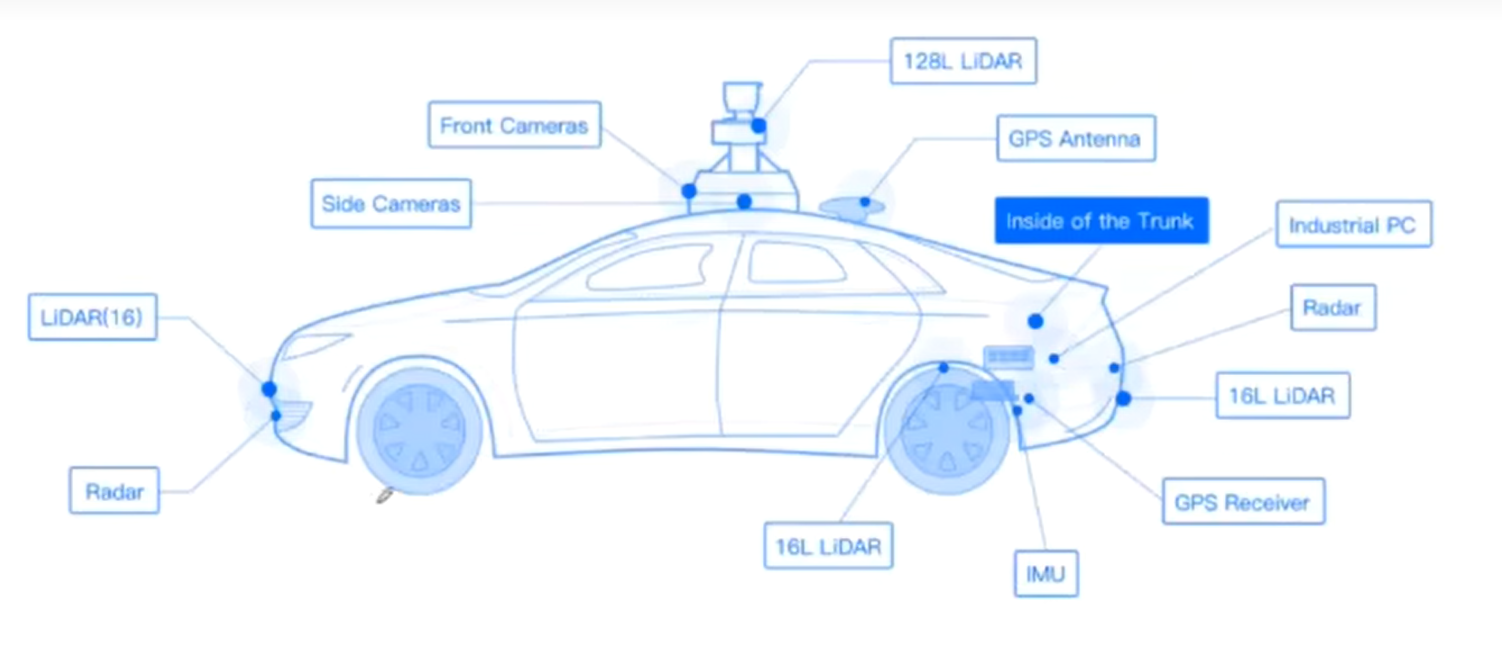 128L LiDAR
Front Cameras
GPS Antenna
Side Cameras
Inside of the Trunk
Industrial PC
LiDAR(16)
Radar
16L LiDAR
Radar
GPS Receiver
16L LiDAR
IMU